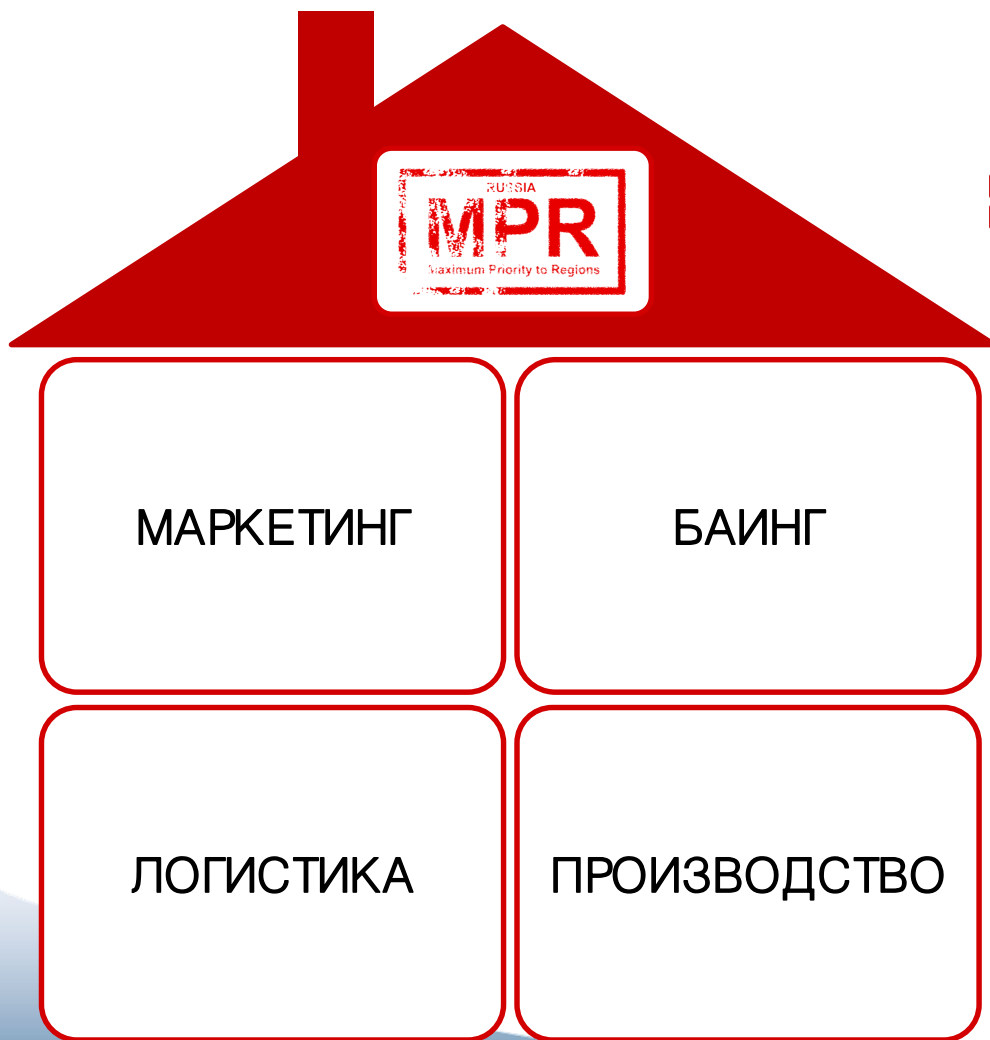 RUSSIA
MPR
Maximum Priority to Regions
МАРКЕТИНГ
БАИНГ
ЛОГИСТИКА
ПРОИЗВОДСТВО